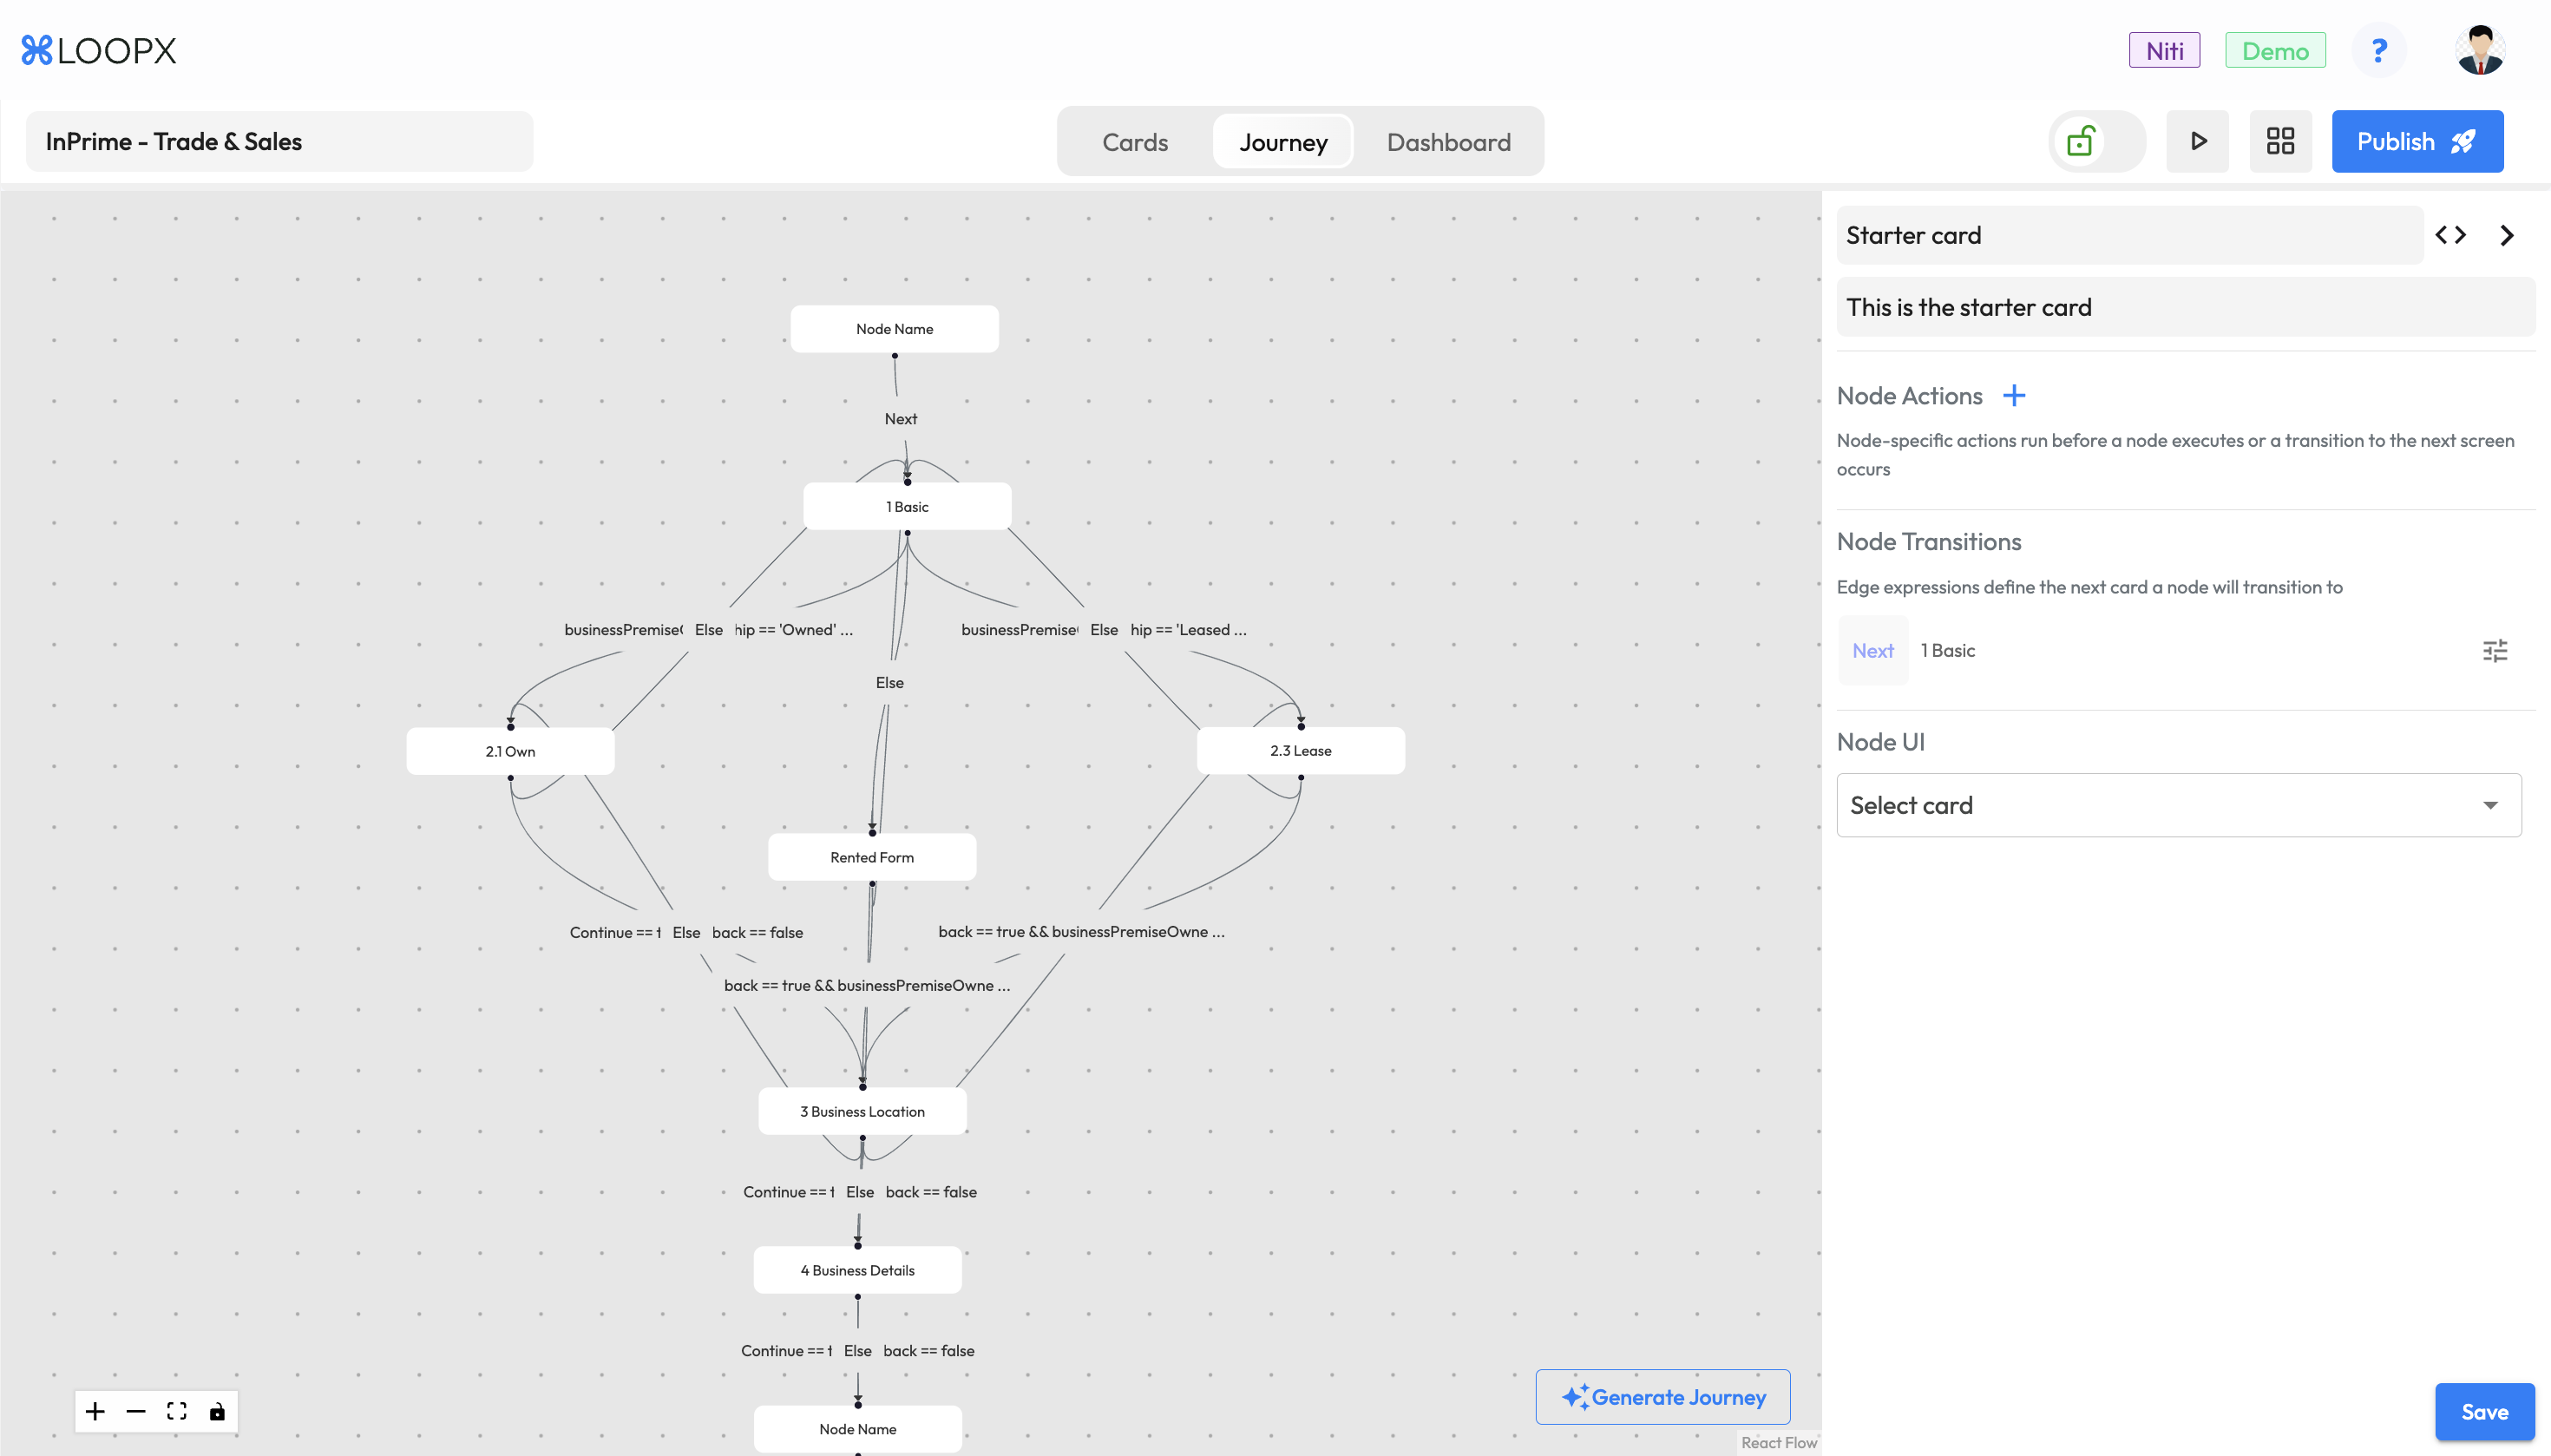 LOOPX
Niti
Demo
?
InPrime - Trade & Sales
Cards
Journey
Dashboard
Publish
Starter card
This is the starter card
Node Actions
Node-specific actions run before a node executes or a transition to the next screen
occurs
Node Transitions
Edge expressions define the next card a node will transition to
Next
1 Basic
Node UI
Select card
Save
Node Name
Next
1 Basic
businessPremise
Else
hip == 'Owned' ...
businessPremise
Else
hip == 'Leased ...
Else
2.1 Own
2.3 Lease
Rented Form
Continue == t
Else
back == false
back == true && businessPremiseOwne ...
back == true && businessPremiseOwne ...
3 Business Location
Continue == t
Else
back == false
4 Business Details
Continue == t
Else
back == false
Node Name
Generate Journey
React Flow